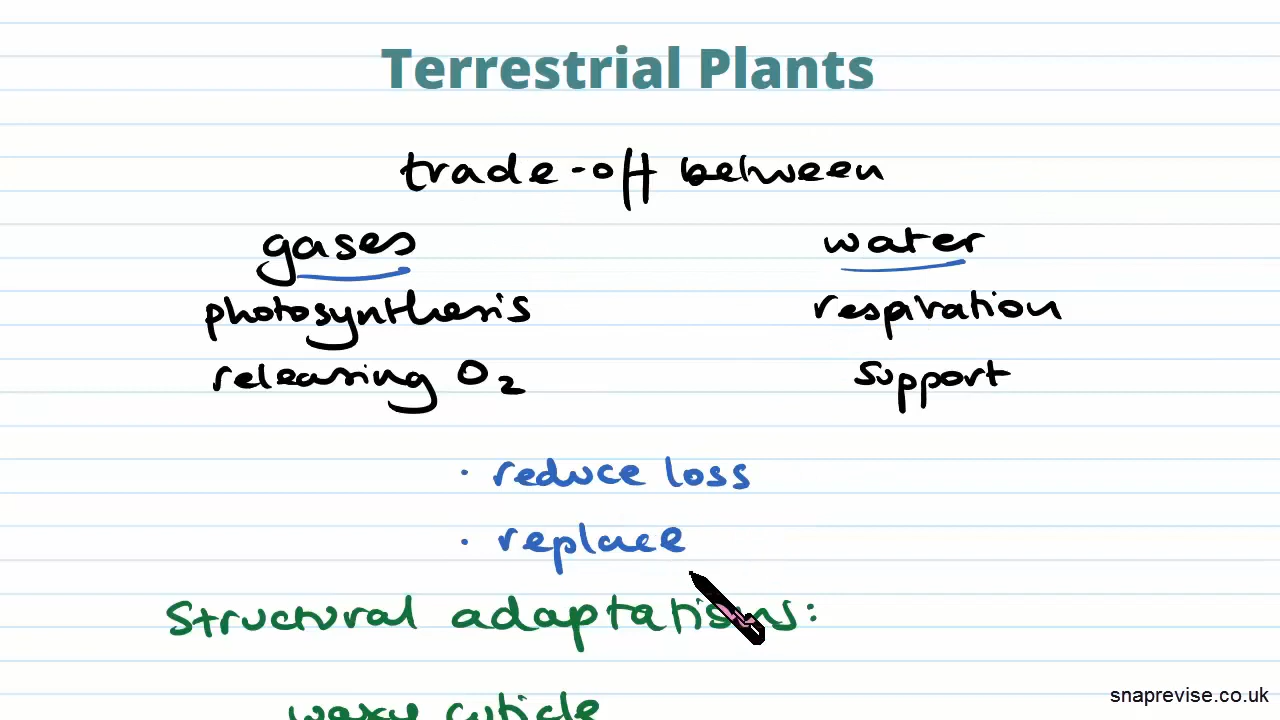 Terrestrial Plants
trade-off between
gases water
photosynthesis respiration
releasing O2 support
· reduce loss
· replace
Structural adaptations:
waxy cuticle
snaprevise.co.uk